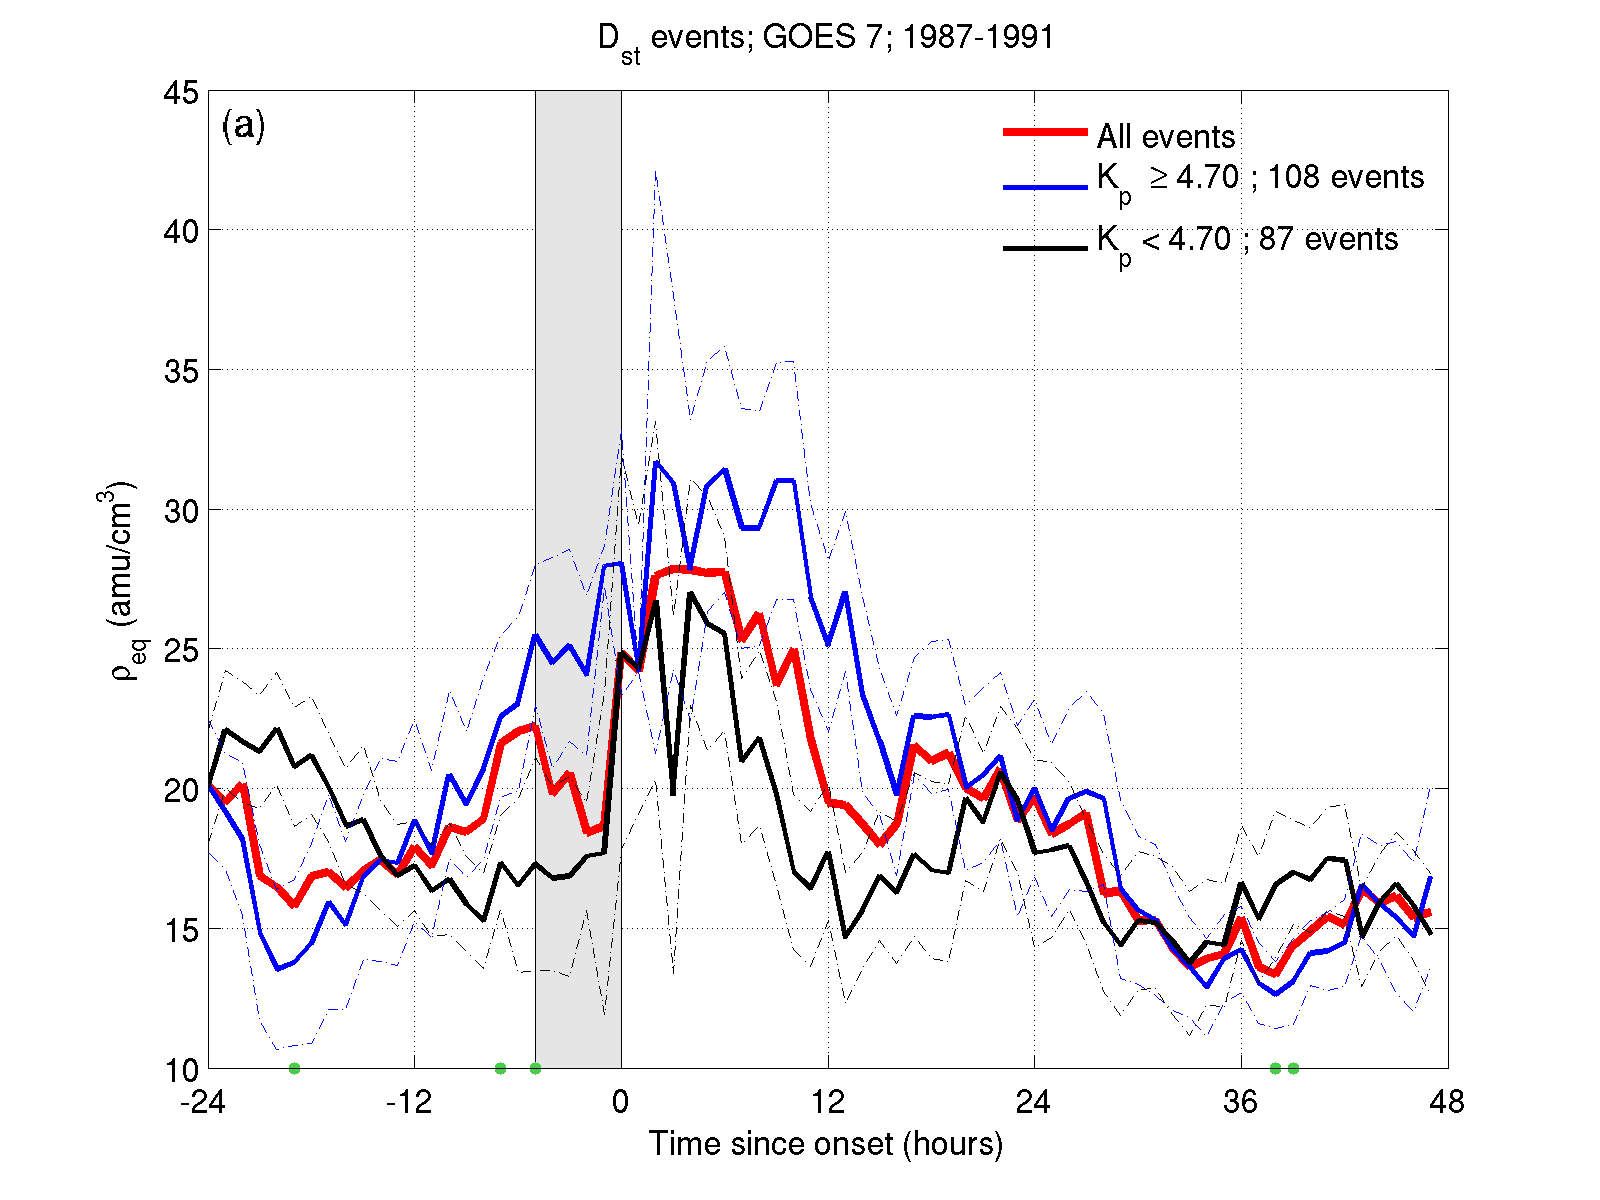 Dst events; GOES 7; 1987-1991
(a)
All events
Kp ≥ 4.70 ; 108 events
Kp < 4.70 ; 87 events
45
40
35
30
25
20
15
10
ρeq (amu/cm³)
-24 -12 0 12 24 36 48
Time since onset (hours)